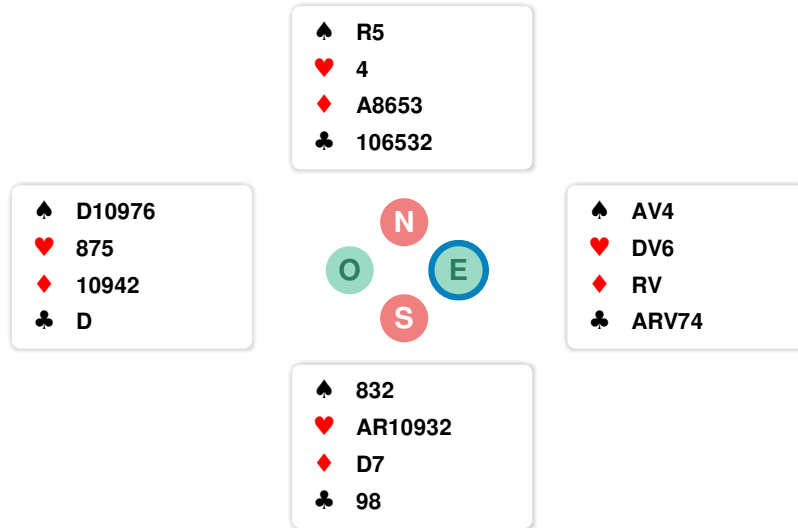 ♠ R5
♥ 4
♦ A8653
♣ 106532
♠ D10976
♥ 875
♦ 10942
♣ D
N
O
E
S
♠ AV4
♥ DV6
♦ RV
♣ ARV74
♠ 832
♥ AR10932
♦ D7
♣ 98